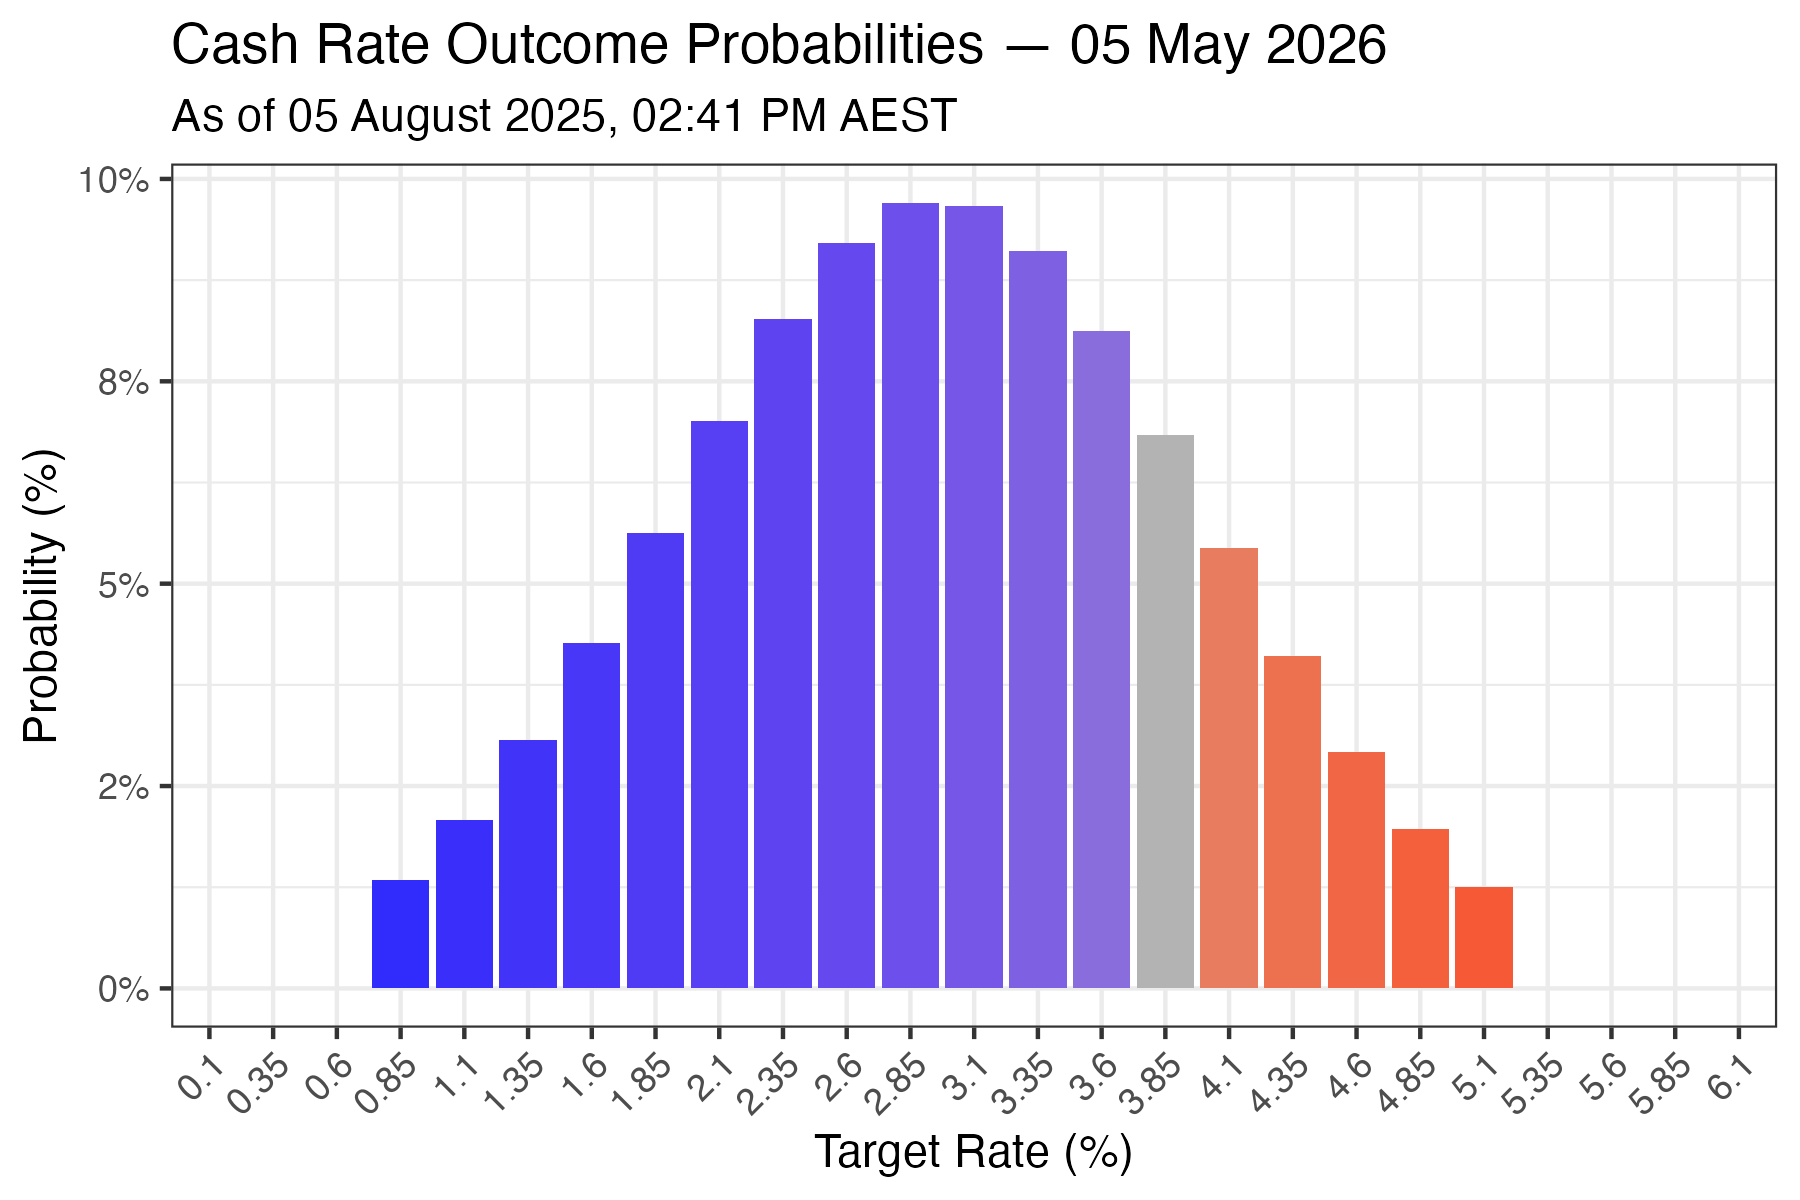 Cash Rate Outcome Probabilities — 05 May 2026
As of 05 August 2025, 02:41 PM AEST
Probability (%)
10%
8%
5%
2%
0%
0.1 0.35 0.6 0.85 1.1 1.35 1.6 1.85 2.1 2.35 2.6 2.85 3.1 3.35 3.6 3.85 4.1 4.35 4.6 4.85 5.1 5.35 5.6 5.85 6.1
Target Rate (%)